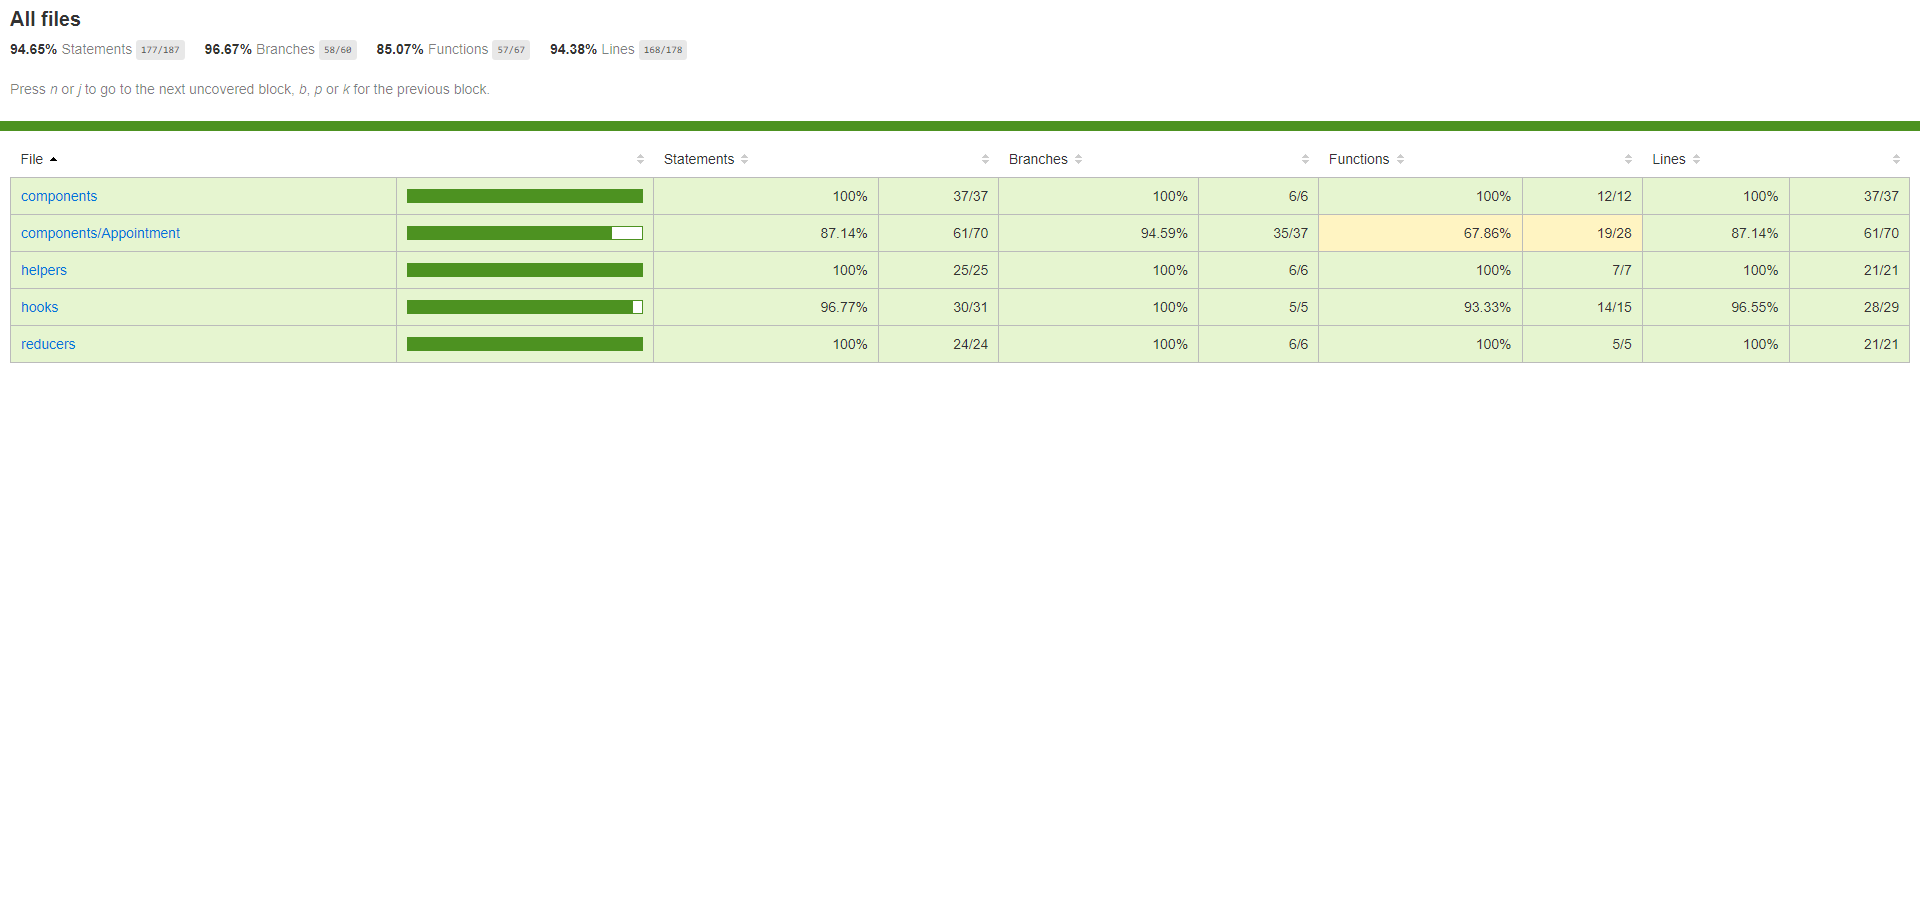 All files
94.65% Statements 177/187 96.67% Branches 58/60 85.07% Functions 57/67 94.38% Lines 168/178
Press n or j to go to the next uncovered block, b, p or k for the previous block.
File Statements Branches Functions Lines
components 100% 37/37 100% 6/6 100% 12/12 100% 37/37
components/Appointment 87.14% 61/70 94.59% 35/37 67.86% 19/28 87.14% 61/70
helpers 100% 25/25 100% 6/6 100% 7/7 100% 21/21
hooks 96.77% 30/31 100% 5/5 93.33% 14/15 96.55% 28/29
reducers 100% 24/24 100% 6/6 100% 5/5 100% 21/21